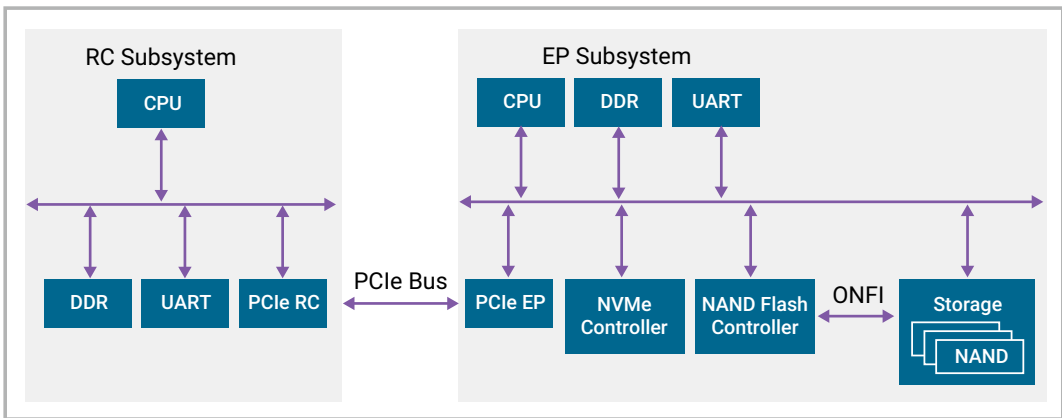 RC Subsystem
CPU
DDR
UART
PCIe RC
PCIe Bus
EP Subsystem
CPU
DDR
UART
PCIe EP
NVMe
Controller
NAND Flash
Controller
ONFI
Storage
NAND